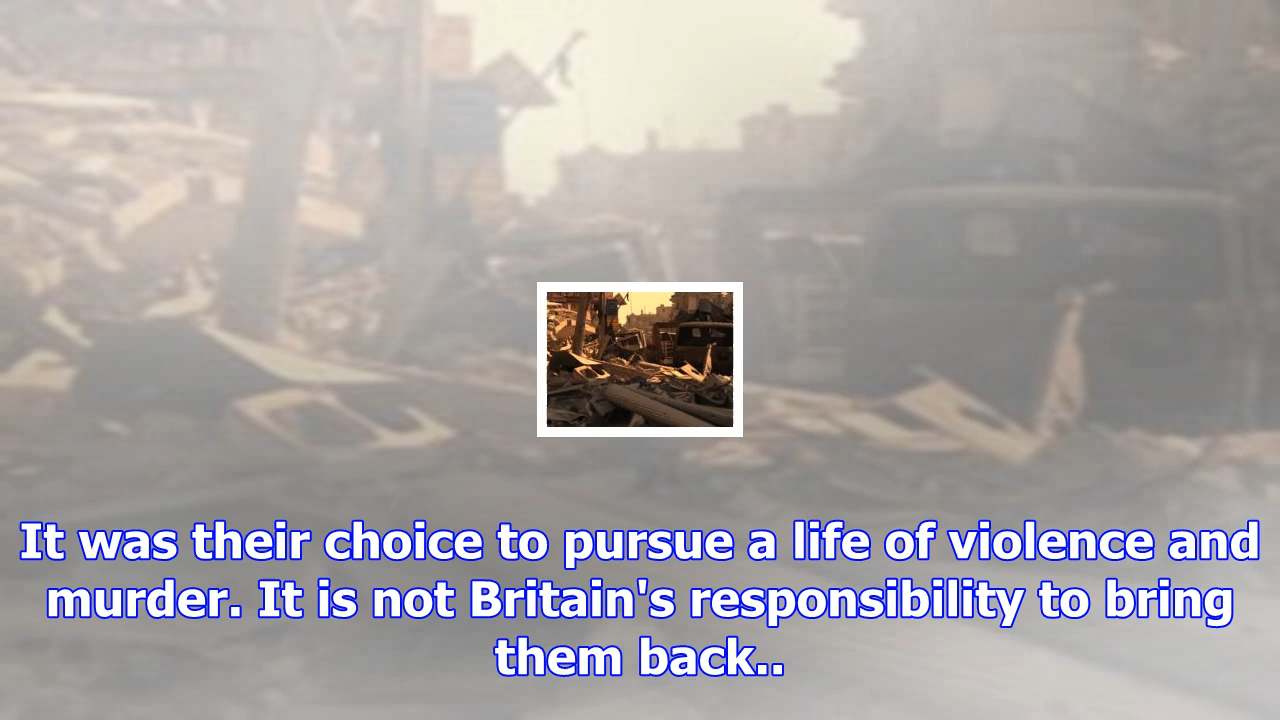 It was their choice to pursue a life of violence and
murder. It is not Britain's responsibility to bring
them back..